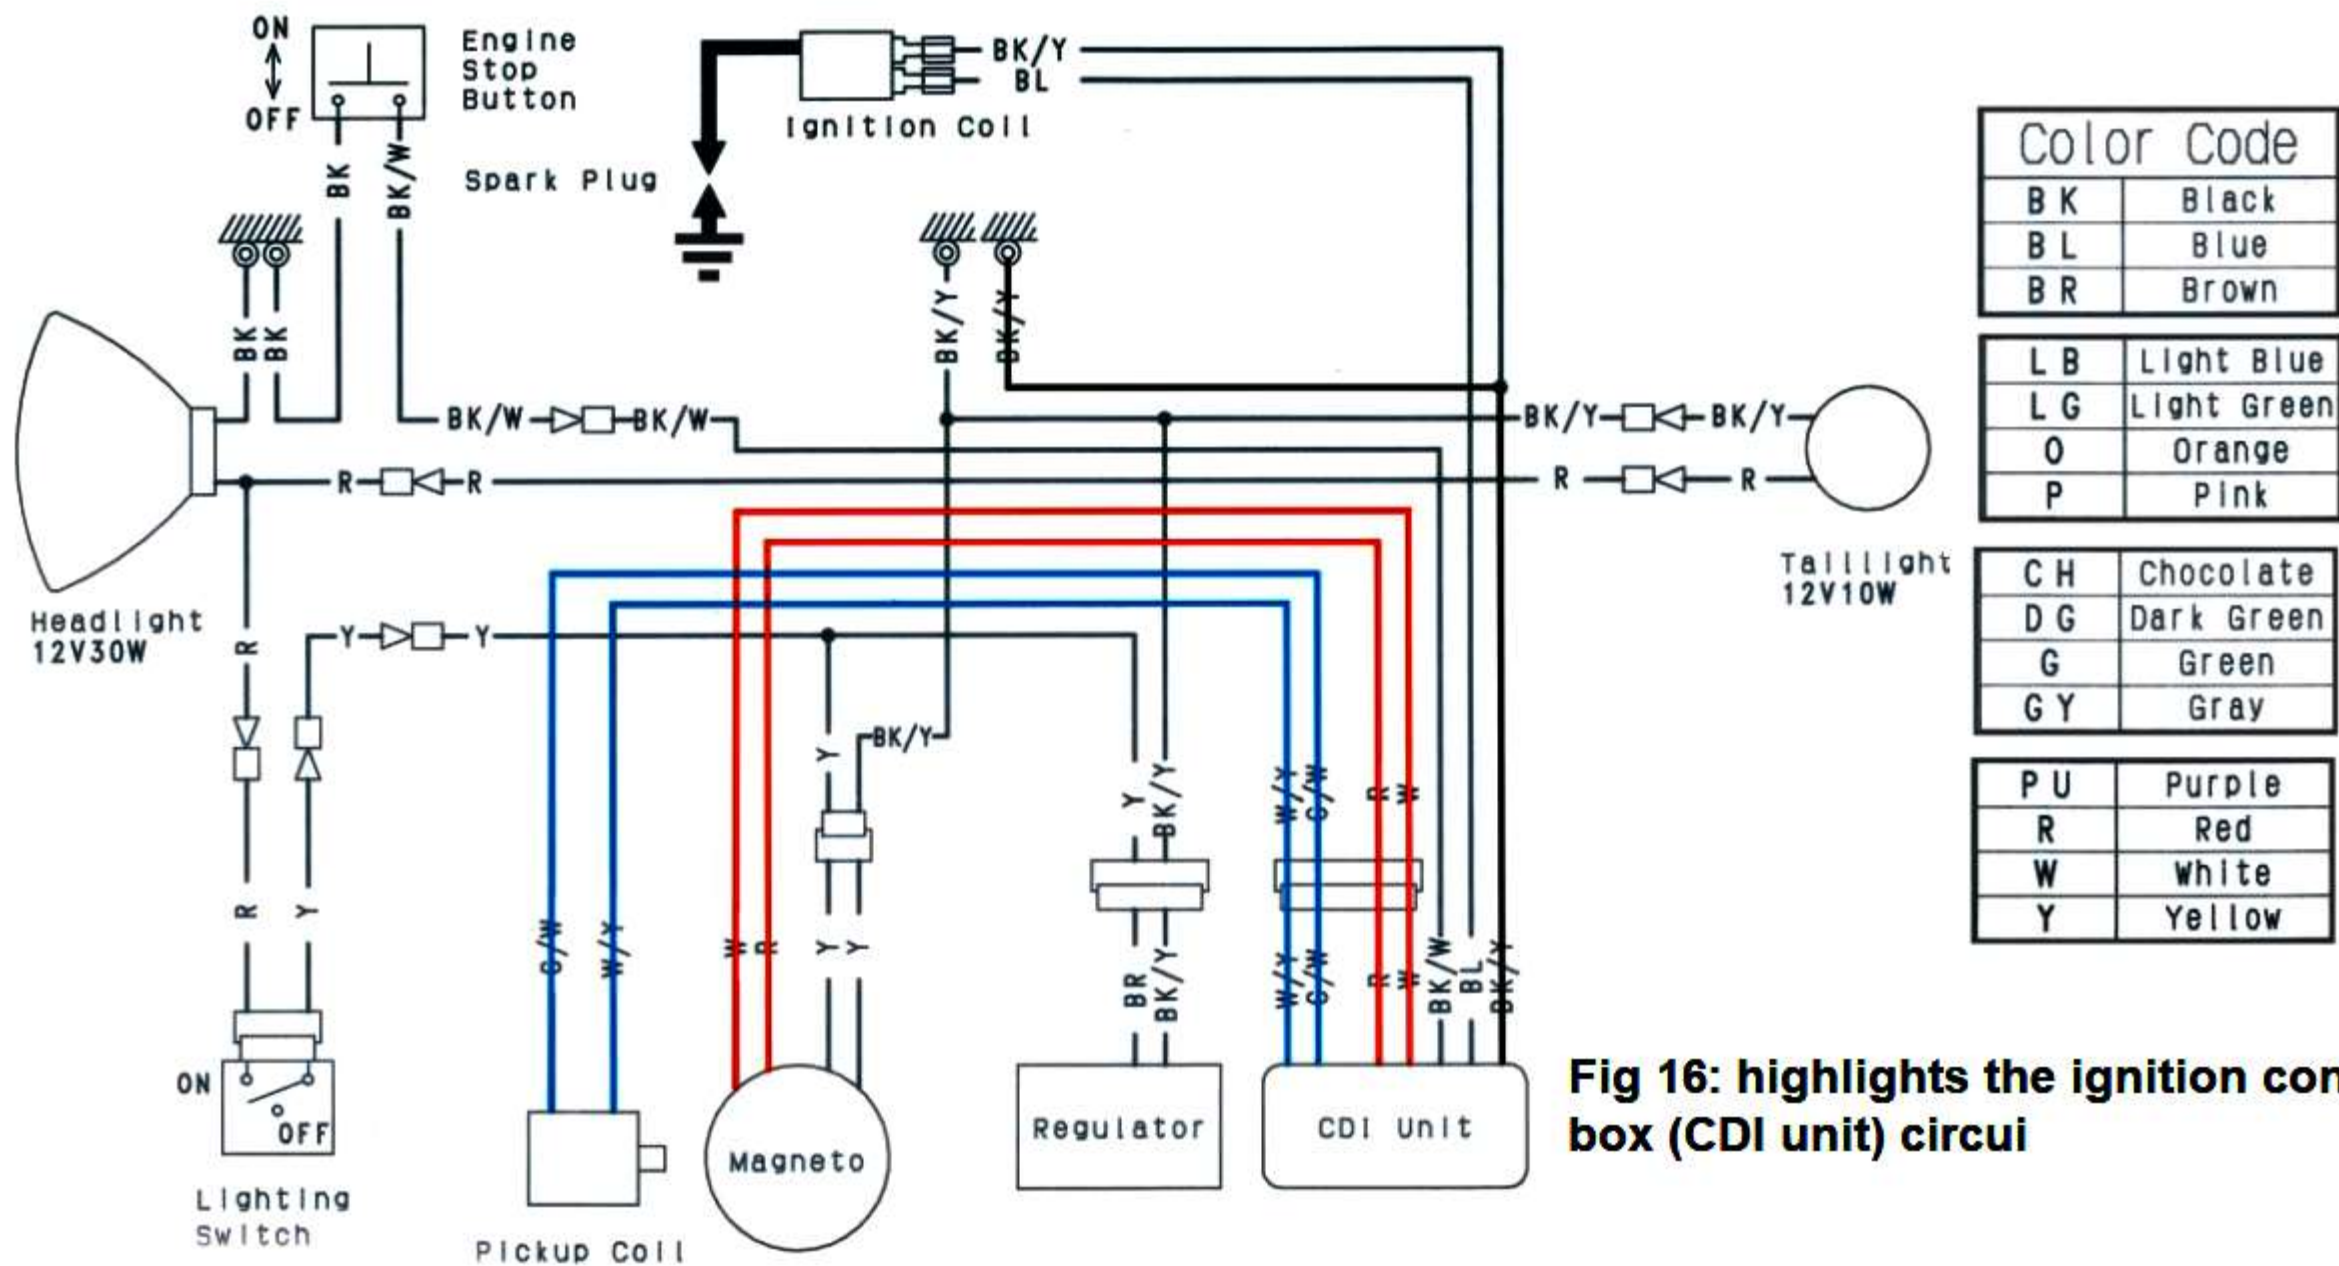 ON
OFF
Engine
Stop
Button
BK
BK/W
Spark Plug
Ignition Coil
BK/Y
BL
BK
BK
BK/Y
BK/Y
Headlight
12V30W
BK/W
BK/W
BK/Y
BK/Y
R
R
R
R
Taillight
12V10W
R
Y
Y
Y
BK/Y
Y
BK/Y
W/Y
G/W
R
W
R
Y
G/W
W/Y
W
R
Y
Y
BR
BK/Y
W/Y
G/W
R
W
BK/W
BL
BK/Y
ON
OFF
Lighting
Switch
Pickup Coil
Magneto
Regulator
CDI Unit
Color Code
BK Black
BL Blue
BR Brown
LB Light Blue
LG Light Green
O Orange
P Pink
CH Chocolate
DG Dark Green
G Green
GY Gray
PU Purple
R Red
W White
Y Yellow
Fig 16: highlights the ignition con
box (CDI unit) circui